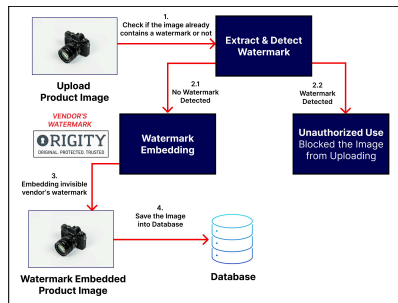 1.
Check if the image already
contains a watermark or not
Extract & Detect
Watermark
Upload
Product Image
2.1
No Watermark
Detected
2.2
Watermark
Detected
VENDOR'S
WATERMARK
ORIGITY
ORIGINAL. PROTECTED. TRUSTED
Watermark
Embedding
Unauthorized Use
Blocked the Image
from Uploading
3.
Embedding invisible
vendor's watermark
4.
Save the Image
into Database
Watermark Embedded
Product Image
Database